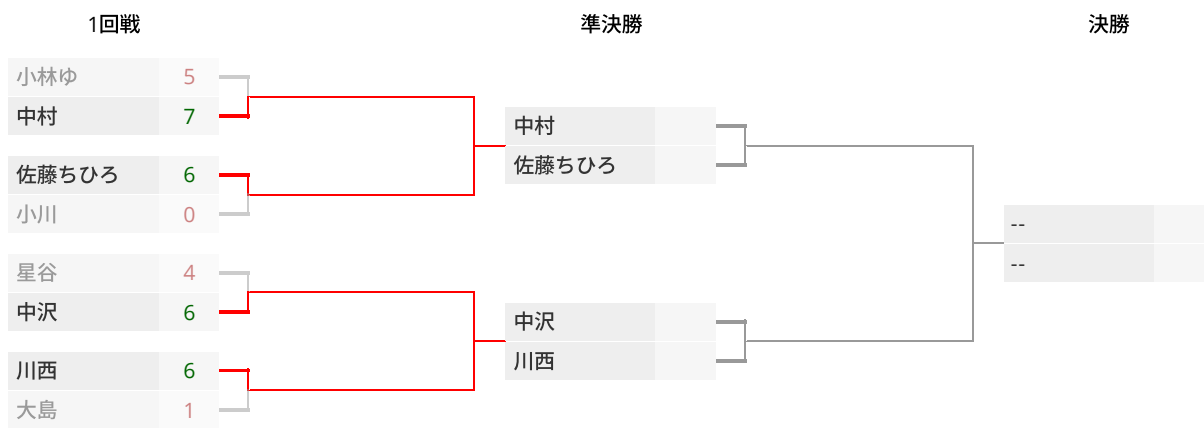 1回戦
準決勝
決勝
小林ゆ 5
中村 7
佐藤ちひろ 6
小川 0
星谷 4
中沢 6
川西 6
大島 1
中村
佐藤ちひろ
中沢
川西
--
--